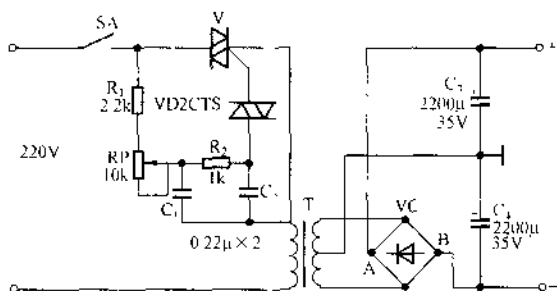 SA
V
R₁
2.2k
VD2CTS
220V
RP
10k
R₂
1k
C₁
C₂
0.22μ×2
T
VC
A
B
+
C₃
2200μ
35V
C₄
2200μ
35V
−